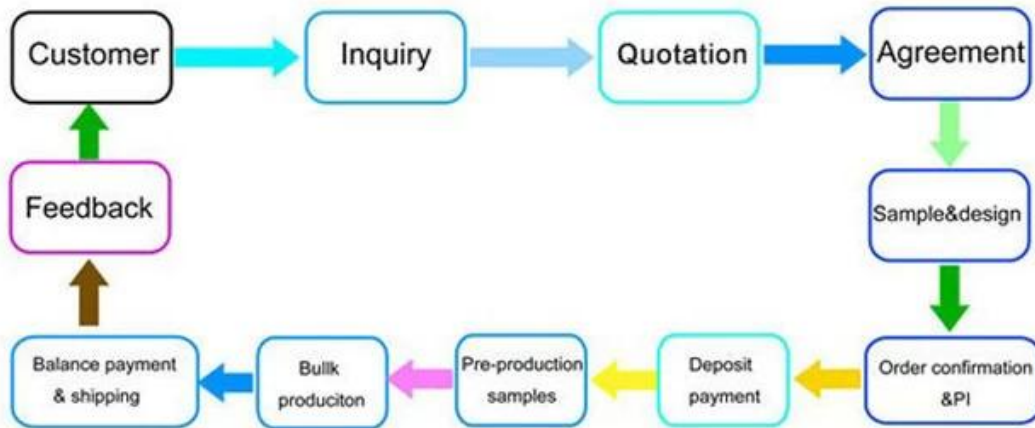 Customer
Inquiry
Quotation
Agreement
Sample&design
Order confirmation
&PI
Deposit
payment
Pre-production
samples
Bullk
produciton
Balance payment
& shipping
Feedback